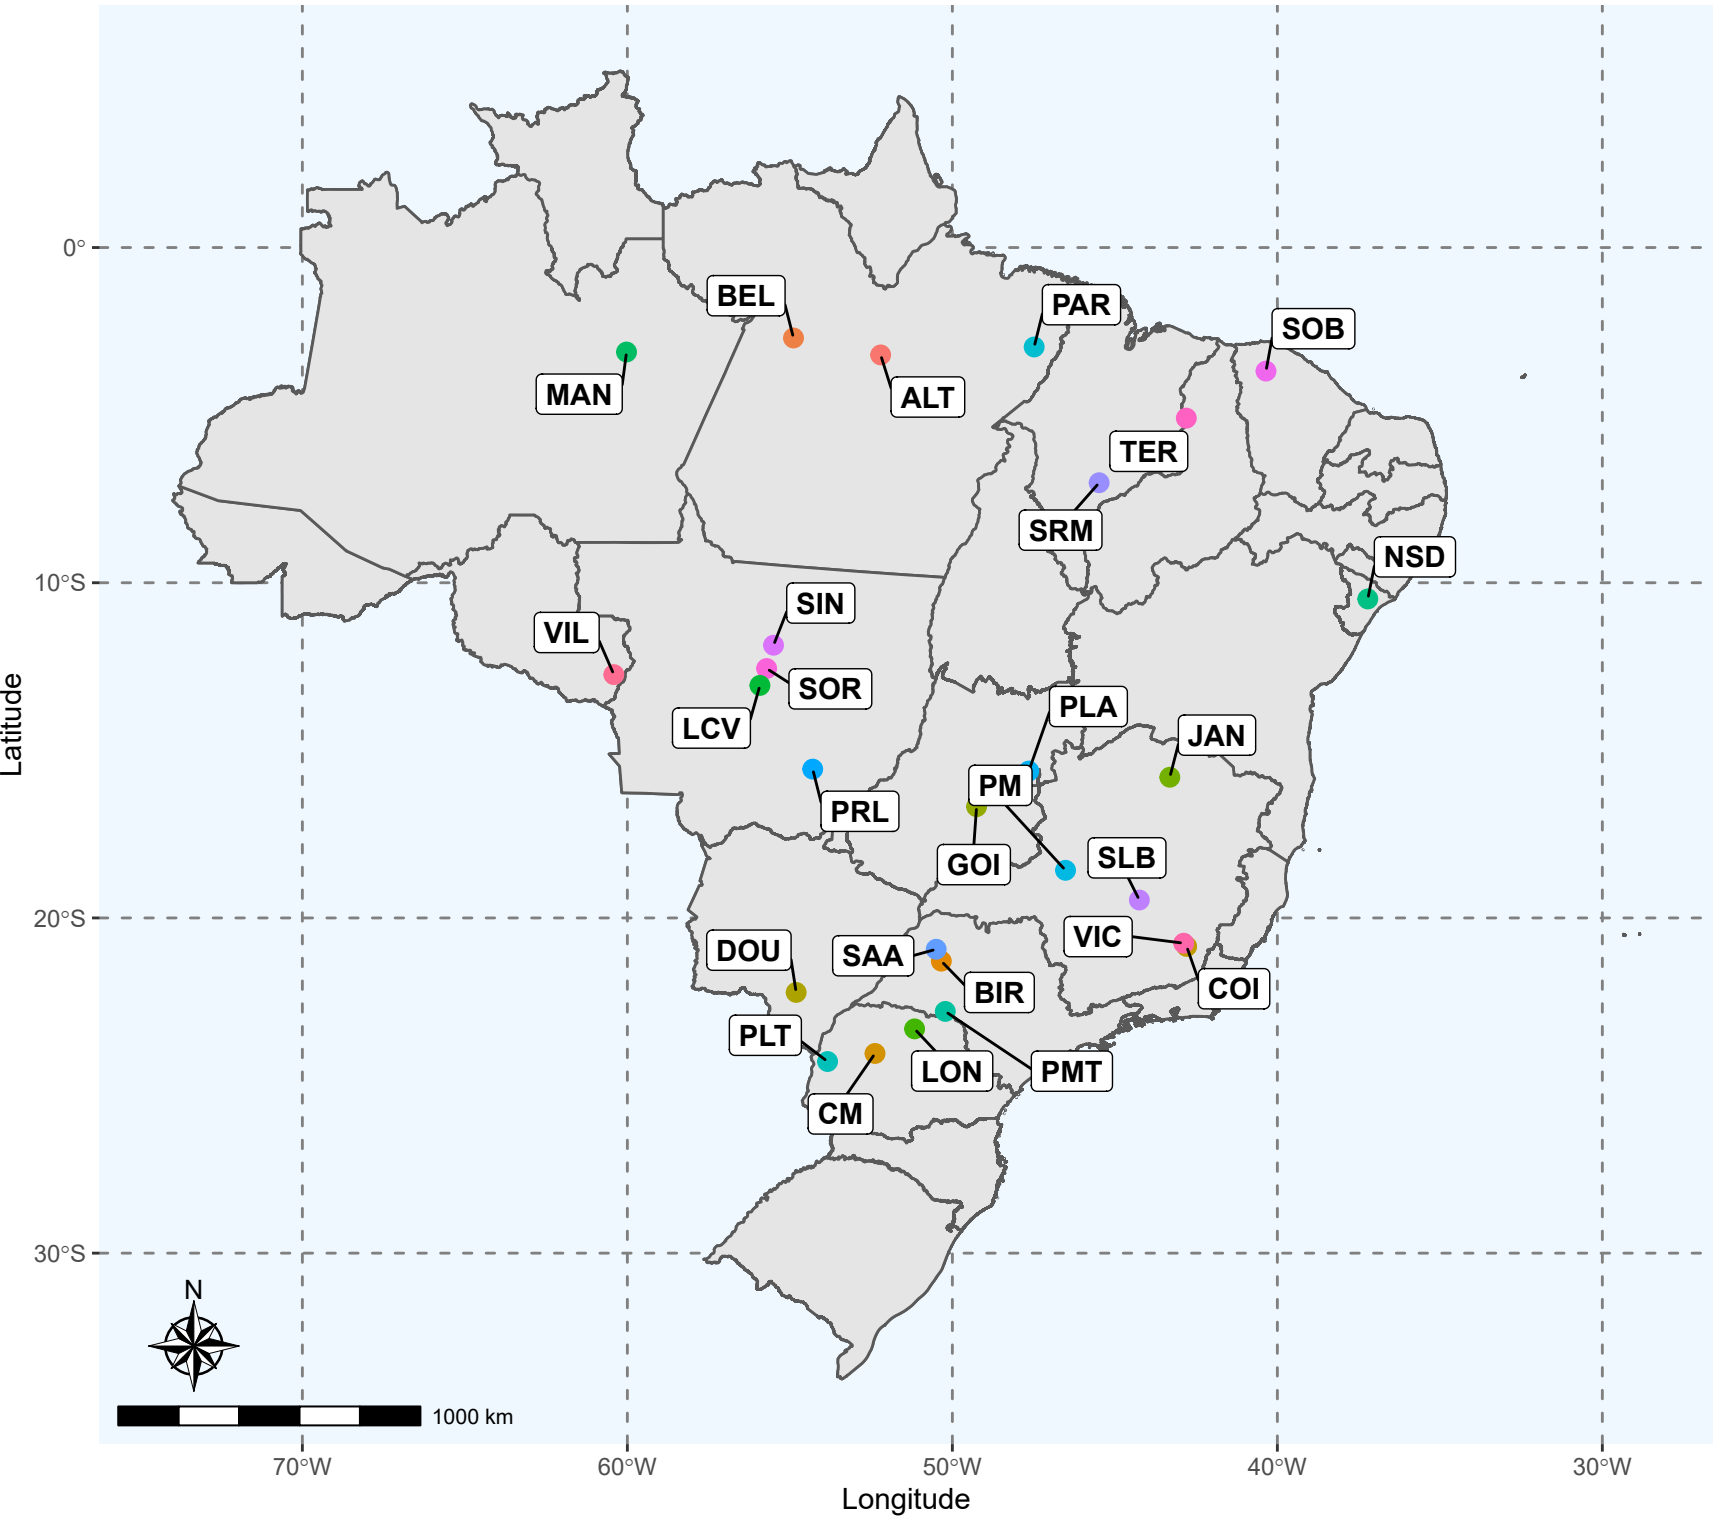 0°
10°S
20°S
30°S
Latitude
BEL
PAR
SOB
MAN
ALT
TER
SRM
NSD
SIN
VIL
SOR
PLA
LCV
JAN
PM
PRL
SLB
GOI
VIC
DOU
SAA
COI
BIR
PLT
LON
PMT
CM
N
1000 km
70°W
60°W
50°W
40°W
30°W
Longitude